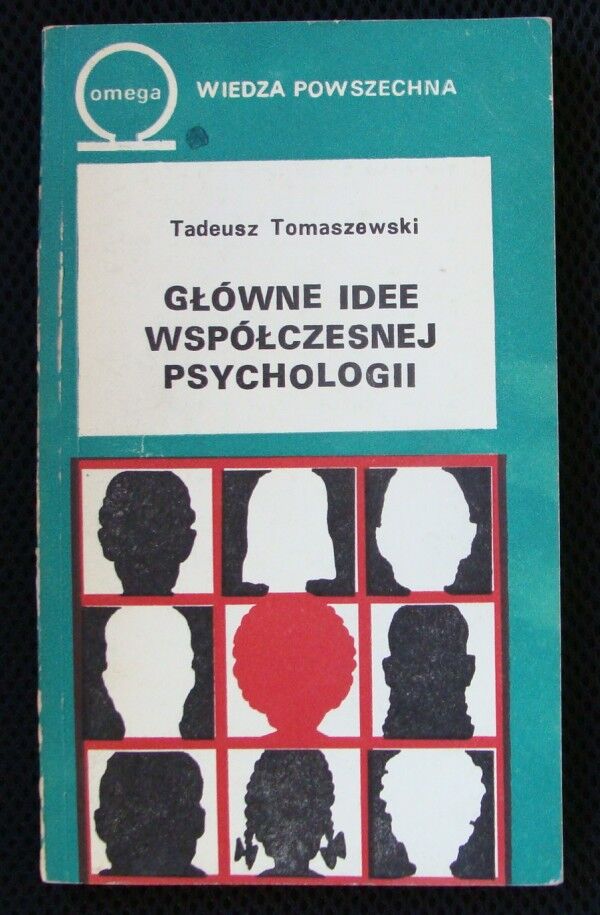 omega
WIEDZA POWSZECHNA
Tadeusz Tomaszewski
GŁÓWNE IDEE
WSPÓŁCZESNEJ
PSYCHOLOGII